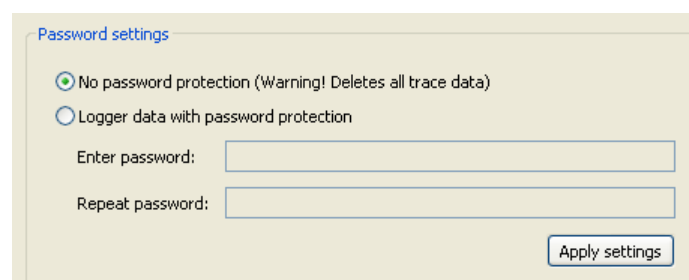 Password settings
No password protection (Warning! Deletes all trace data)
Logger data with password protection
Enter password:
Repeat password:
Apply settings